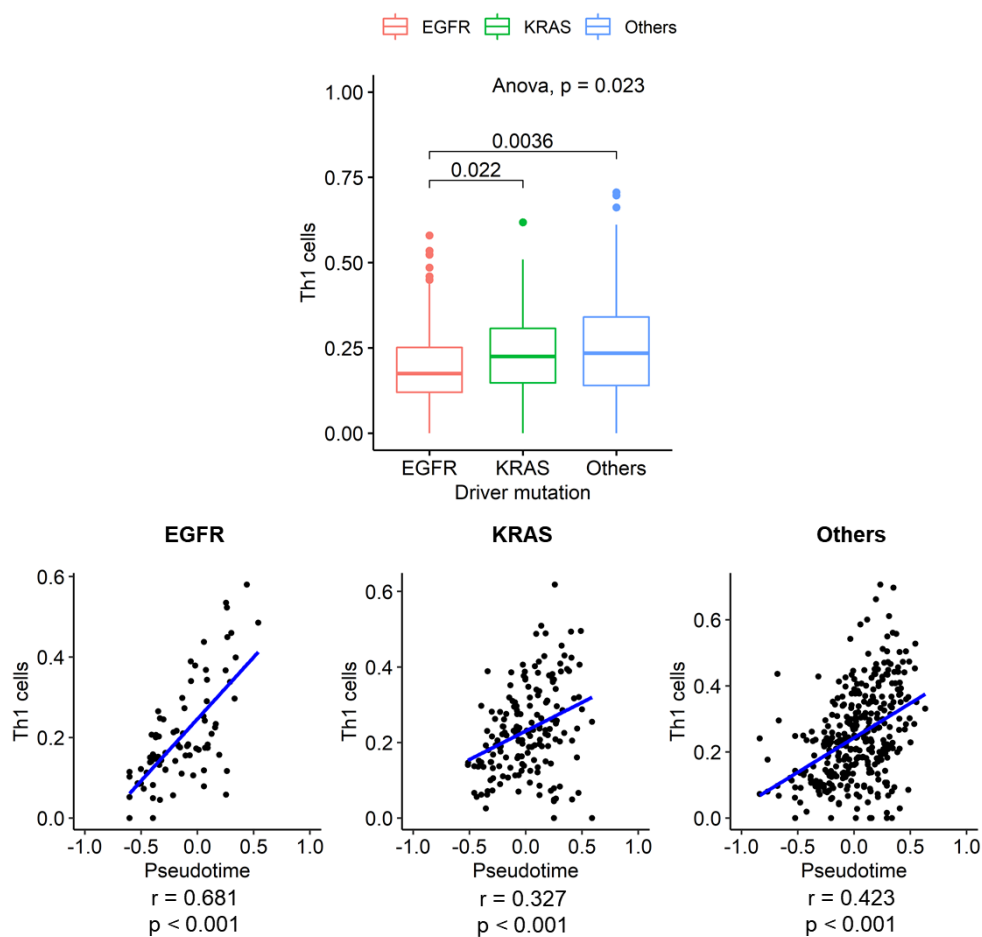 EGFR KRAS Others
Anova, p = 0.023
0.0036
0.022
1.00
0.75
0.50
0.25
0.00
Th1 cells
EGFR KRAS Others
Driver mutation
EGFR
0.6
0.4
0.2
0.0
Th1 cells
-1.0 -0.5 0.0 0.5 1.0
Pseudotime
r = 0.681
p < 0.001
KRAS
0.6
0.4
0.2
0.0
Th1 cells
-1.0 -0.5 0.0 0.5 1.0
Pseudotime
r = 0.327
p < 0.001
Others
0.6
0.4
0.2
0.0
Th1 cells
-1.0 -0.5 0.0 0.5 1.0
Pseudotime
r = 0.423
p < 0.001